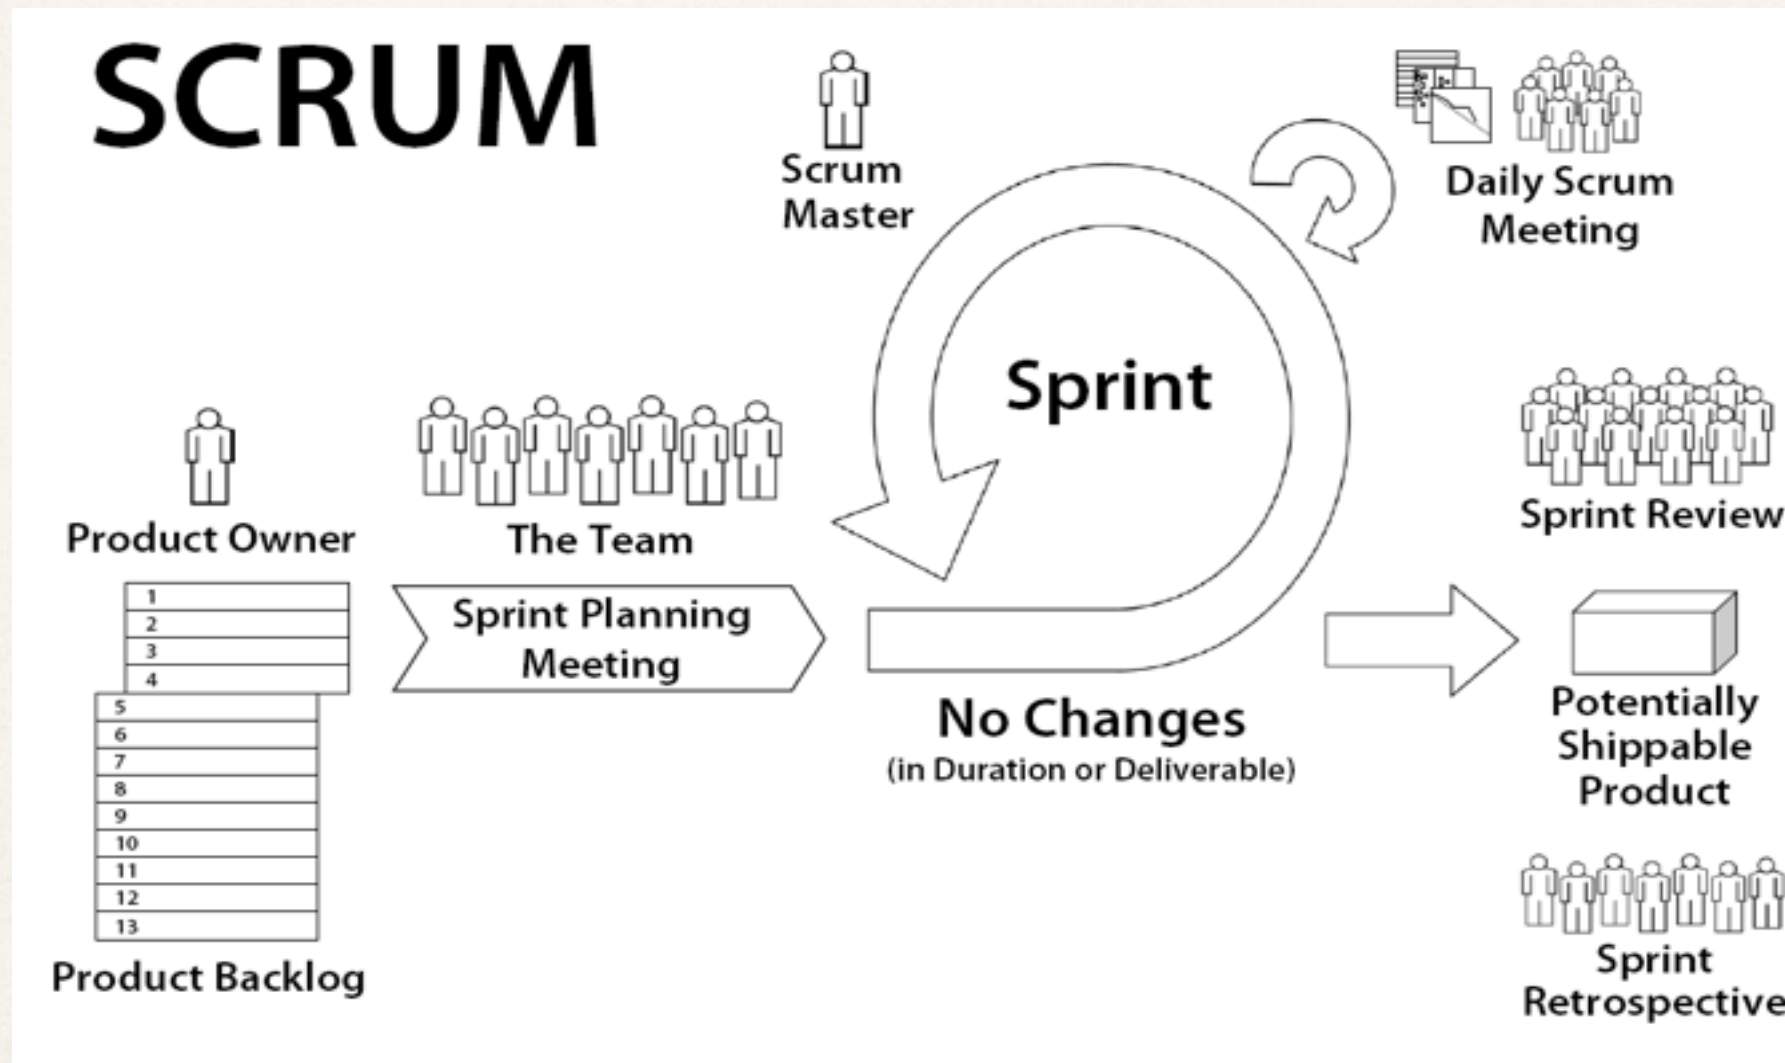 SCRUM
Scrum
Master
Daily Scrum
Meeting
Sprint
Product Owner
The Team
Sprint Review
1
2
3
4
5
6
7
8
9
10
11
12
13
Product Backlog
Sprint Planning
Meeting
No Changes
(in Duration or Deliverable)
Potentially
Shippable
Product
Sprint
Retrospective